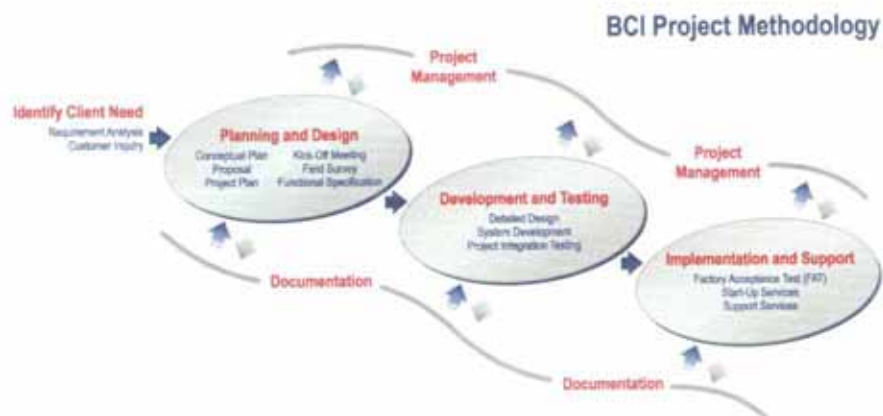 BCI Project Methodology
Project
Management
Identify Client Need
Requirement Analysis
Customer Inquiry
Planning and Design
Conceptual Plan
Proposal
Project Plan
Kick-Off Meeting
Field Survey
Functional Specification
Project
Management
Development and Testing
Detailed Design
System Development
Project Integration Testing
Implementation and Support
Factory Acceptance Test (FAT)
Start-Up Services
Support Services
Documentation
Documentation